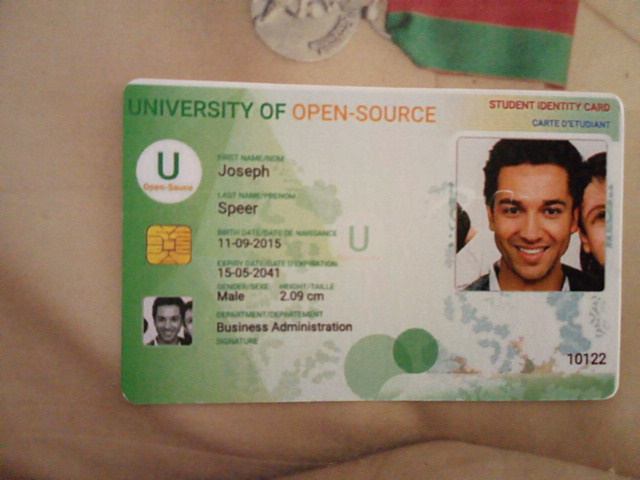 UNIVERSITY OF OPEN-SOURCE
STUDENT IDENTITY CARD
CARTE D'ETUDIANT
U
Open-Source
FIRST NAME/NOM
Joseph
LAST NAME/PRENOM
Speer
BIRTH DATE/DATE DE NAISSANCE
11-09-2015
U
EXPIRY DATE/DATE D'EXPIRATION
15-05-2041
GENDER/SEXE HEIGHT/TAILLE
Male 2.09 cm
DEPARTMENT/DEPARTEMENT
Business Administration
SIGNATURE
10122